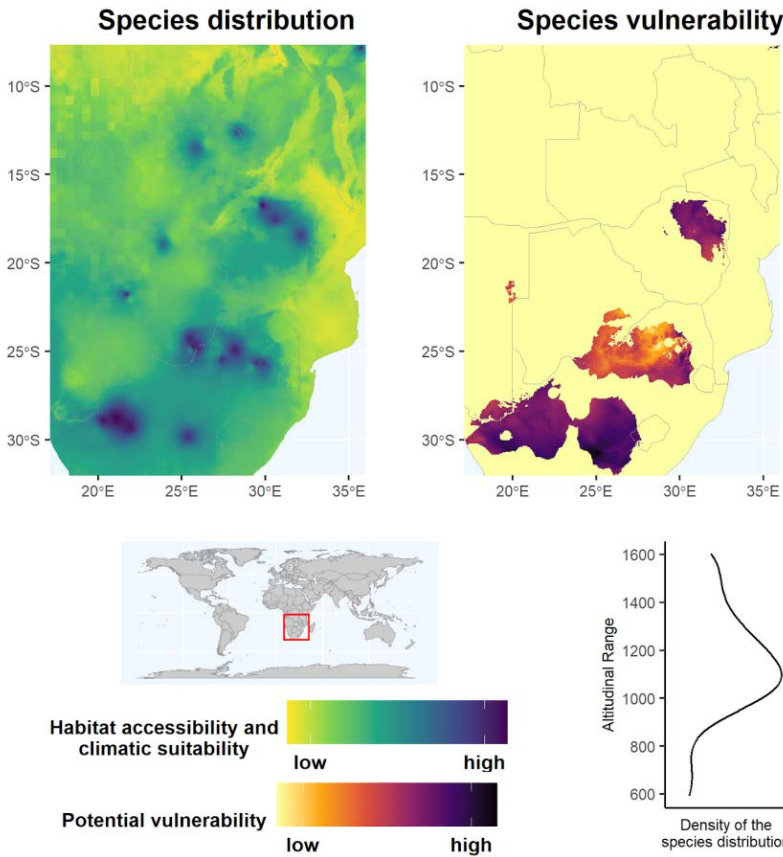 Species distribution
Species vulnerability
10°S
15°S
20°S
25°S
30°S
20°E
25°E
30°E
35°E
10°S
15°S
20°S
25°S
30°S
20°E
25°E
30°E
35°E
Habitat accessibility and
climatic suitability
low
high
Potential vulnerability
low
high
Altitudinal Range
1600
1400
1200
1000
800
600
Density of the
species distribution